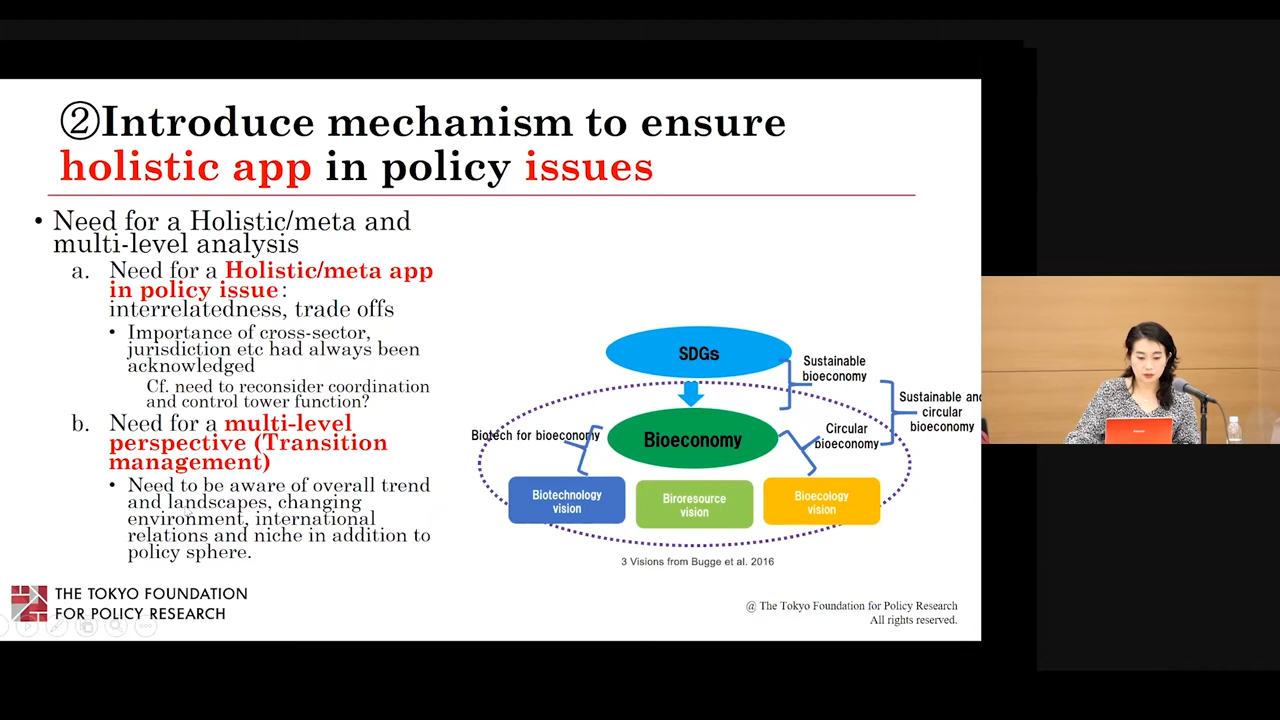 ②Introduce mechanism to ensure
holistic app in policy issues
• Need for a Holistic/meta and
multi-level analysis
a. Need for a Holistic/meta app
in policy issue:
interrelatedness, trade offs
• Importance of cross-sector,
jurisdiction etc had always been
acknowledged
Cf. need to reconsider coordination
and control tower function?
b. Need for a multi-level
perspective (Transition
management)
• Need to be aware of overall trend
and landscapes, changing
environment, international
relations and niche in addition to
policy sphere.
SDGs
Sustainable
bioeconomy
Sustainable and
circular
bioeconomy
Biotech for bioeconomy
Bioeconomy
Circular
bioeconomy
Biotechnology
vision
Biroresource
vision
Bioecology
vision
3 Visions from Bugge et al. 2016
THE TOKYO FOUNDATION
FOR POLICY RESEARCH
@ The Tokyo Foundation for Policy Research
All rights reserved.